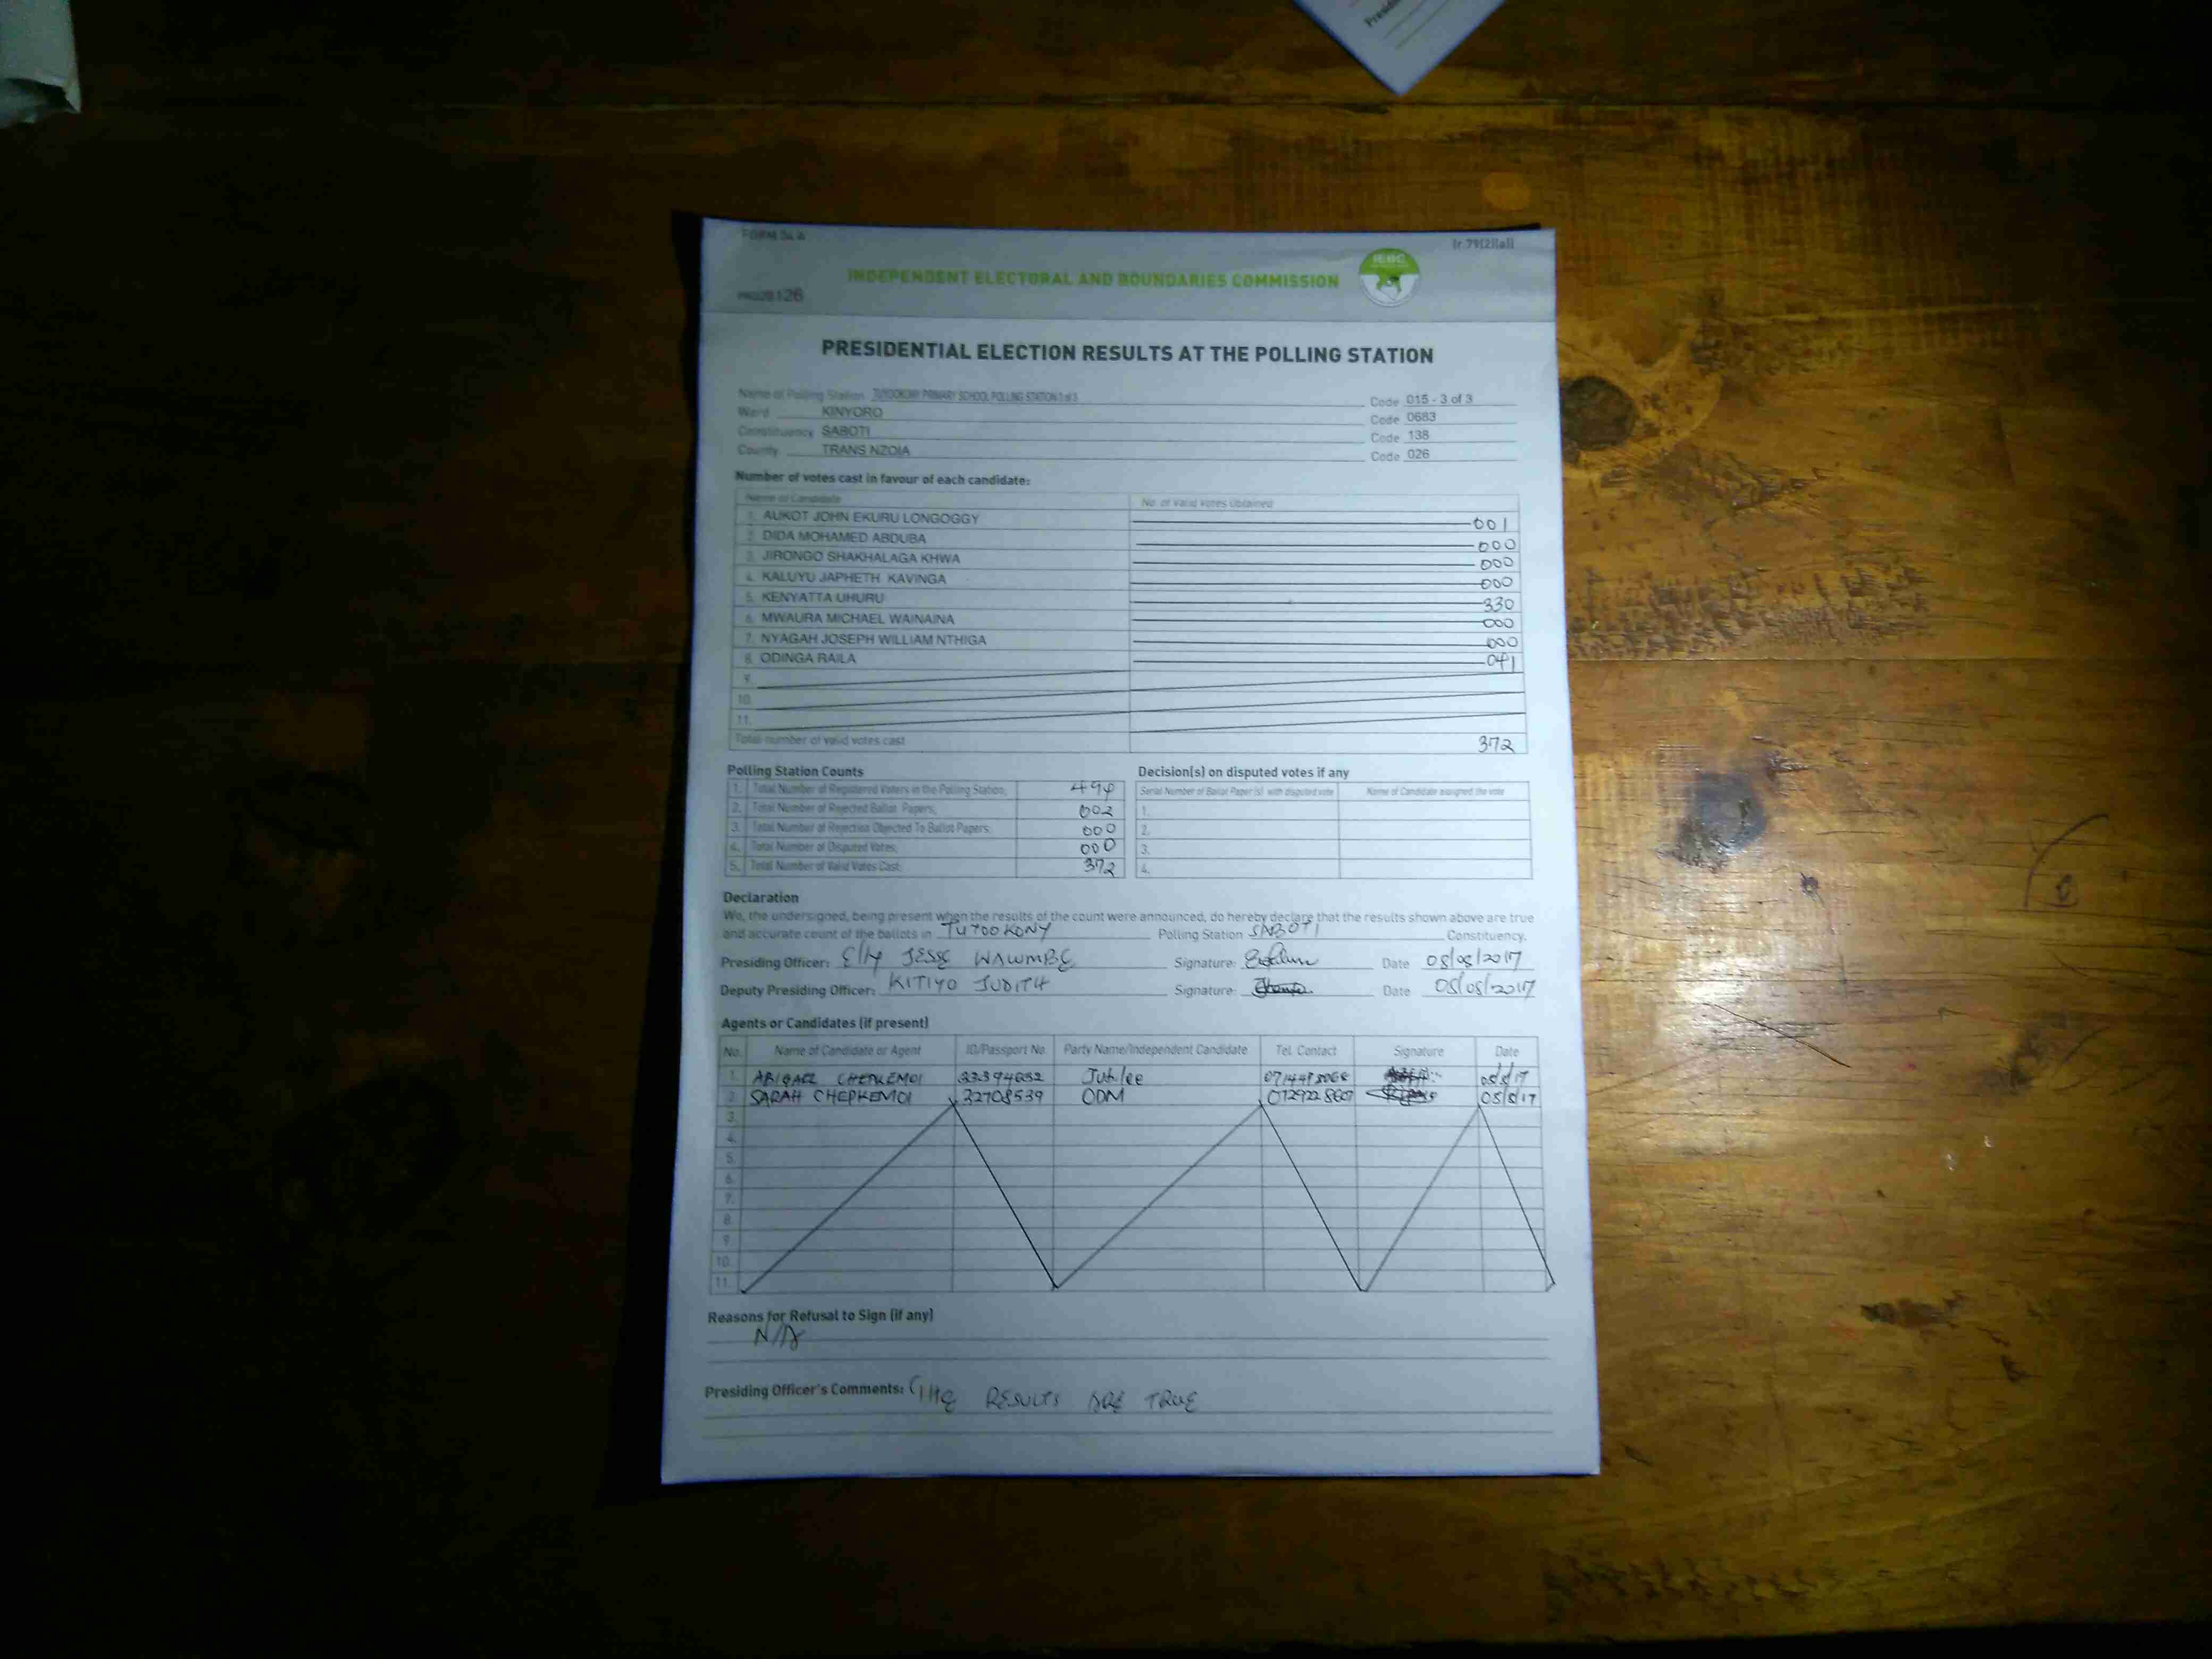 FORM 34 A
(r.79(2)(a))
INDEPENDENT ELECTORAL AND BOUNDARIES COMMISSION
IEBC
PRESIDENTIAL ELECTION RESULTS AT THE POLLING STATION
Name of Polling Station PRIMARY SCHOOL POLLING STATION 3 of 3 Code 015 - 3 of 3
Ward KINYORO Code 0683
Constituency SABOTI Code 138
County TRANS NZOIA Code 026
Number of votes cast in favour of each candidate:
Name of Candidate No. of Valid Votes Obtained
1. AUKOT JOHN EKURU LONGOGGY 001
2. DIDA MOHAMED ABDUBA 000
3. JIRONGO SHAKHALAGA KHWA 000
4. KALUYU JAPHETH KAVINGA 000
5. KENYATTA UHURU 330
6. MWAURA MICHAEL WAINAINA 000
7. NYAGAH JOSEPH WILLIAM NTHIGA 000
8. ODINGA RAILA 041
9.
10.
11.
Total number of valid votes cast 372
Polling Station Counts Decision(s) on disputed votes if any
1. Total Number of Registered Voters in the Polling Station; 494 Serial Number of Ballot Paper(s) with disputed vote Name of Candidate assigned the vote
2. Total Number of Rejected Ballot Papers; 002 1.
3. Total Number of Rejection Objected To Ballot Papers; 000 2.
4. Total Number of Disputed Votes; 000 3.
5. Total Number of Valid Votes Cast; 372 4.
Declaration
We, the undersigned, being present when the results of the count were announced, do hereby declare that the results shown above are true
and accurate count of the ballots in TUYOOKONY Polling Station SABOTI Constituency.
Presiding Officer: Elly JESSE WAWMBE Signature: Date 08/08/2017
Deputy Presiding Officer: KITIYO JUDITH Signature: Date 08/08/2017
Agents or Candidates (if present)
No. Name of Candidate or Agent ID/Passport No. Party Name/Independent Candidate Tel. Contact Signature Date
1. ABIGAEL CHEPKEMOI Jubilee
2. SARAH CHEPKEMOI 32708539 ODM 08/8/17
3.
4.
5.
6.
7.
8.
9.
10.
11.
Reasons for Refusal to Sign (if any)
N/A
Presiding Officer's Comments: THE RESULTS ARE TRUE